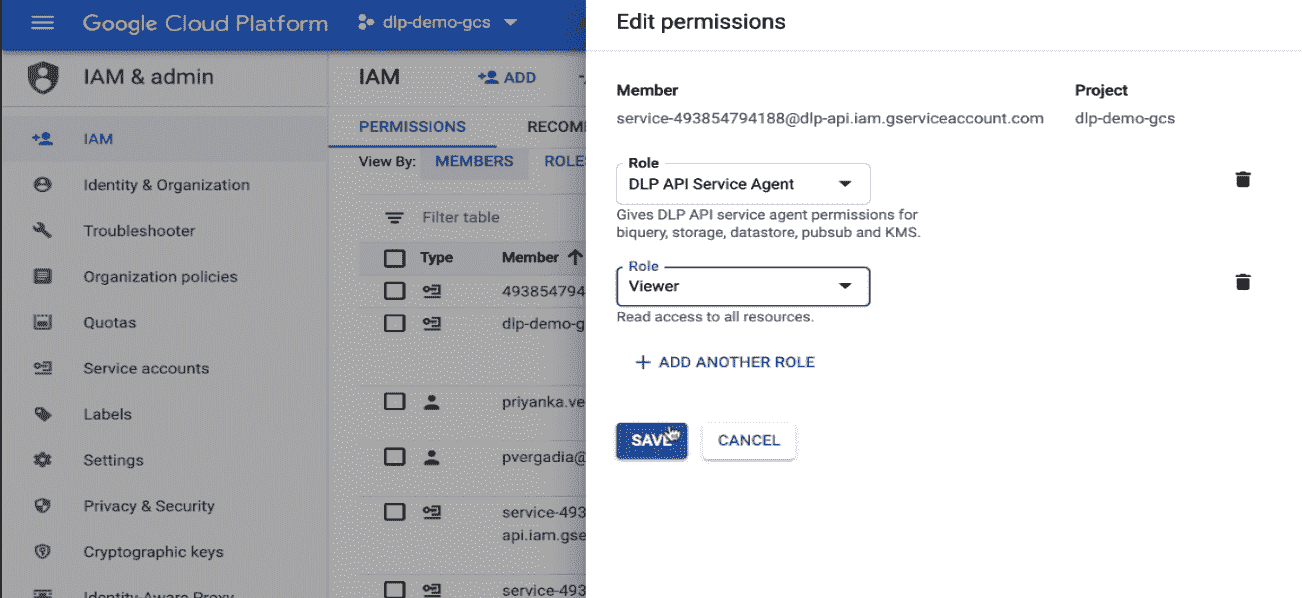 Google Cloud Platform
dlp-demo-gcs
IAM & admin
IAM
Identity & Organization
Troubleshooter
Organization policies
Quotas
Service accounts
Labels
Settings
Privacy & Security
Cryptographic keys
Identity-Aware Proxy
IAM
ADD
PERMISSIONS
RECOM
View By:
MEMBERS
ROLES
Filter table
Type
Member
493854794
dlp-demo-g
priyanka.ve
pvergadia@
service-493
api.iam.gse
service-493
Edit permissions
Member
Project
service-493854794188@dlp-api.iam.gserviceaccount.com
dlp-demo-gcs
Role
DLP API Service Agent
Gives DLP API service agent permissions for
biquery, storage, datastore, pubsub and KMS.
Role
Viewer
Read access to all resources.
+ ADD ANOTHER ROLE
SAVE
CANCEL